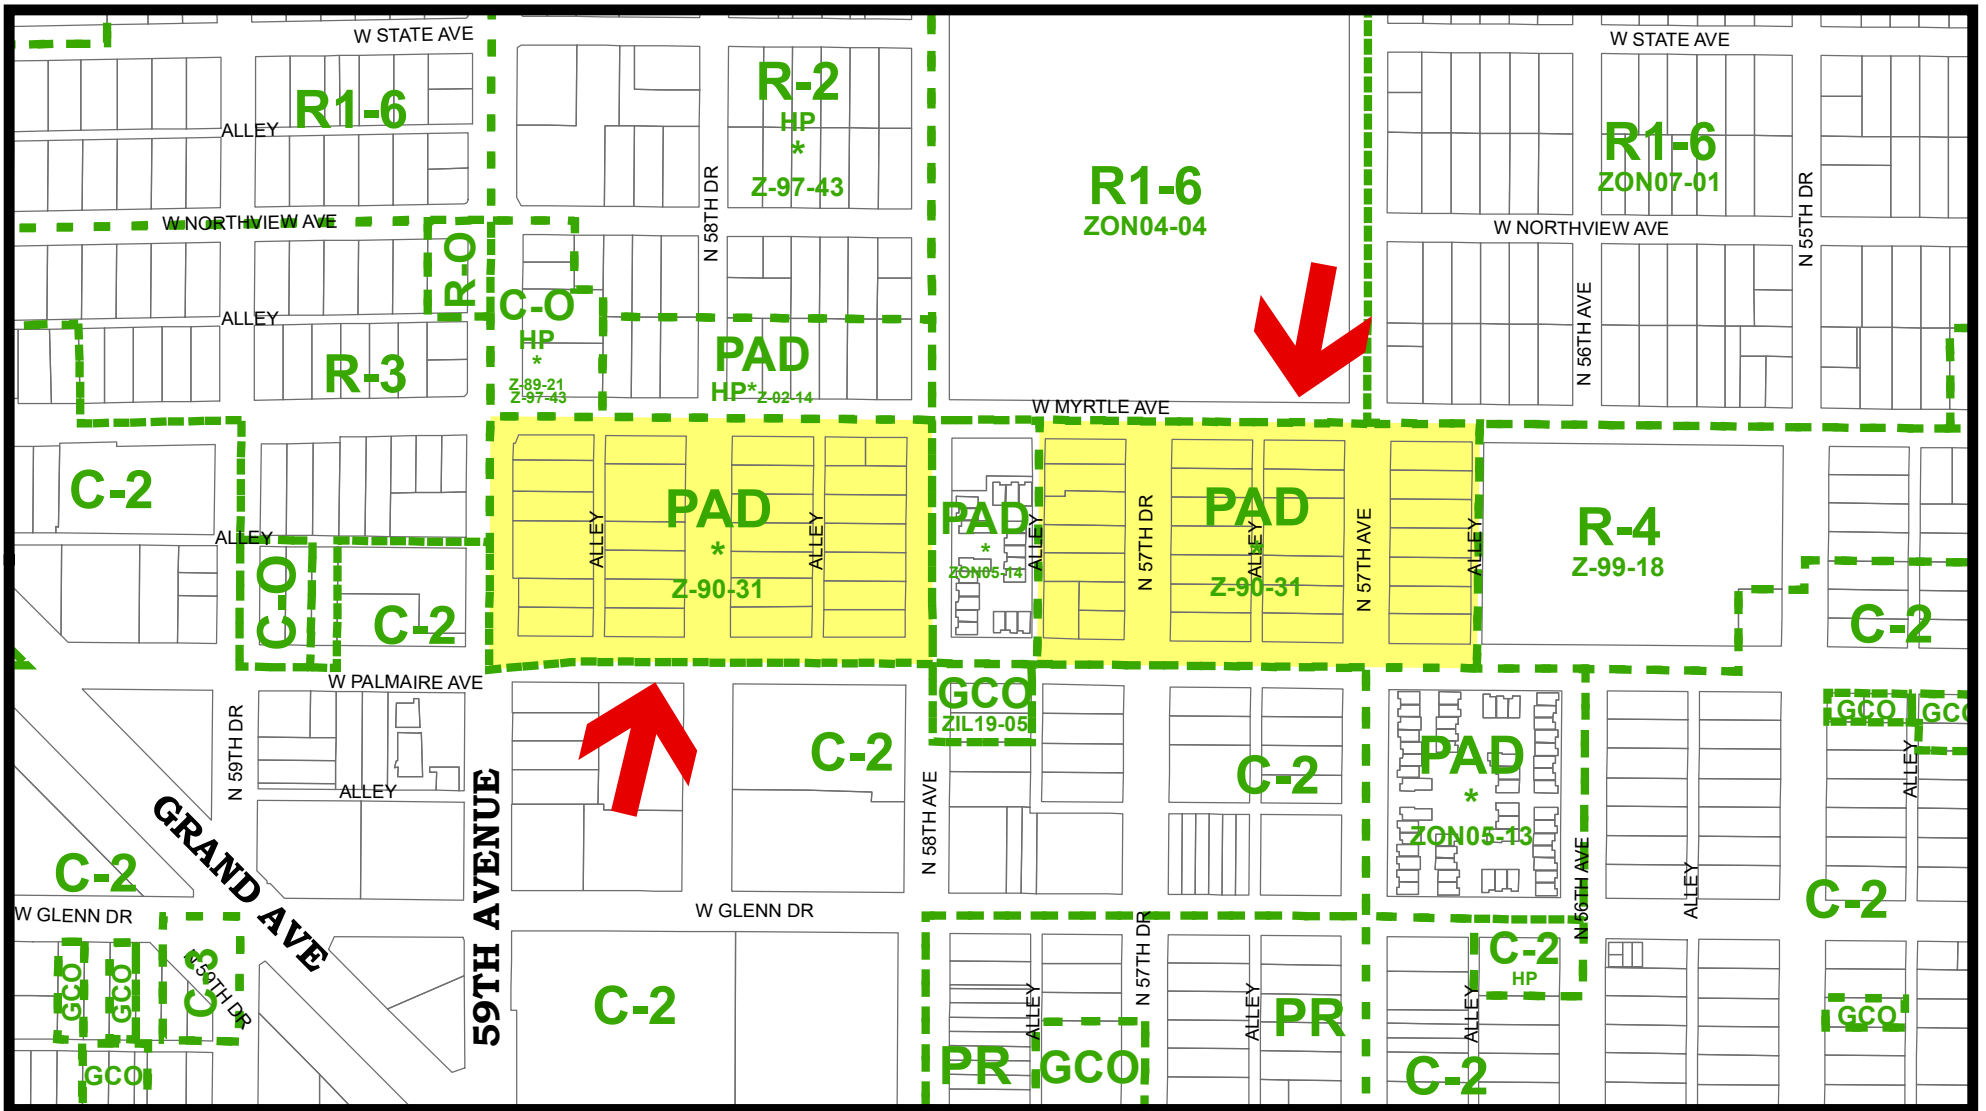 W STATE AVE
W STATE AVE
R1-6
ALLEY
R-2
HP
*
Z-97-43
N 58TH DR
R1-6
ZON04-04
R1-6
ZON07-01
N 55TH DR
W NORTHVIEW AVE
W NORTHVIEW AVE
R-O
ALLEY
C-O
HP
*
Z-89-21
Z-97-43
R-3
PAD
HP* Z-02-14
N 56TH AVE
W MYRTLE AVE
C-2
ALLEY
C-O
C-2
ALLEY
PAD
*
Z-90-31
ALLEY
PAD
*
ZON05-14
ALLEY
N 57TH DR
PAD
*
Z-90-31
ALLEY
N 57TH AVE
ALLEY
R-4
Z-99-18
C-2
W PALMAIRE AVE
N 59TH DR
ALLEY
GRAND AVE
59TH AVENUE
C-2
GCO
ZIL19-05
N 58TH AVE
C-2
PAD
*
ZON05-13
N 56TH AVE
GCO
GCO
ALLEY
ALLEY
C-2
C-2
W GLENN DR
W GLENN DR
GCO
GCO
C-3
N 59TH DR
GCO
C-2
PR
ALLEY
GCO
N 57TH DR
ALLEY
PR
C-2
HP
ALLEY
C-2
GCO